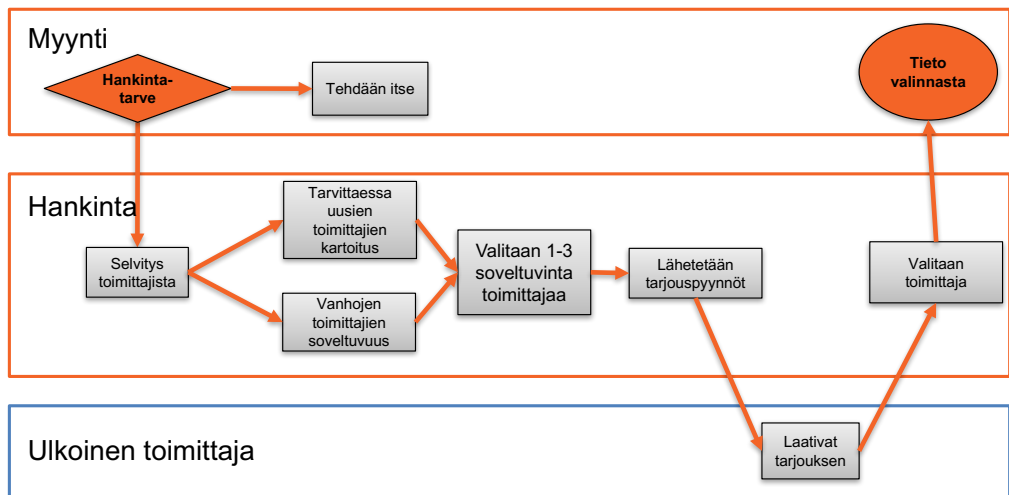 Myynti
Hankinta-
tarve
Tehdään itse
Tieto
valinnasta
Hankinta
Selvitys
toimittajista
Tarvittaessa
uusien
toimittajien
kartoitus
Vanhojen
toimittajien
soveltuvuus
Valitaan 1-3
soveltuvinta
toimittajaa
Lähetetään
tarjouspyynnöt
Valitaan
toimittaja
Ulkoinen toimittaja
Laativat
tarjouksen